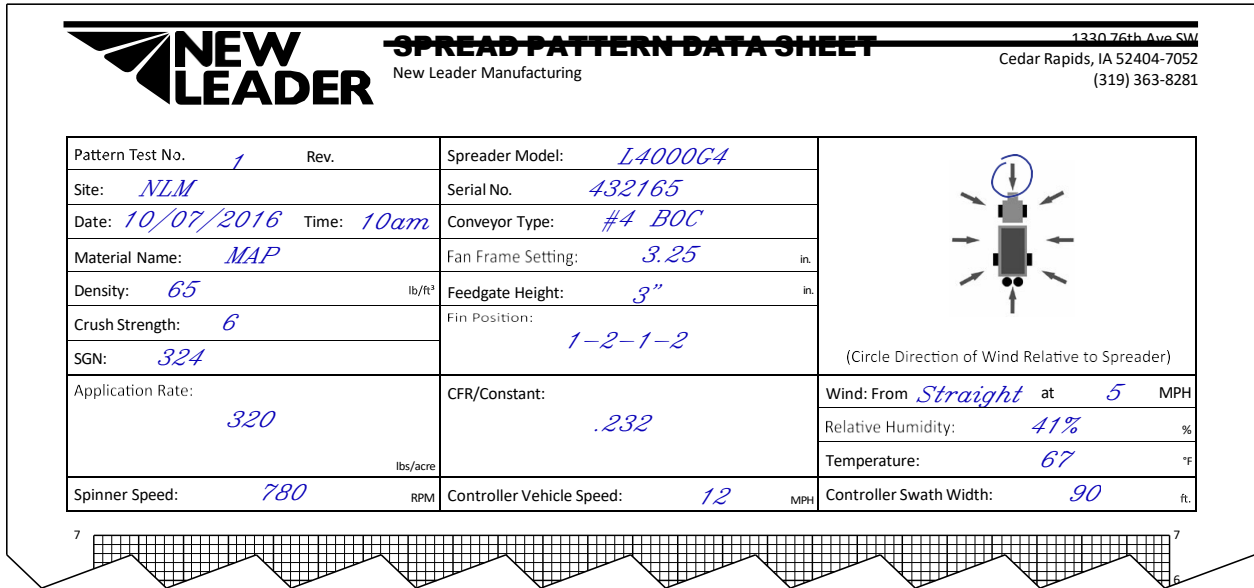 NEW LEADER
SPREAD PATTERN DATA SHEET
New Leader Manufacturing
1330 76th Ave SW
Cedar Rapids, IA 52404-7052
(319) 363-8281
Pattern Test No. 1 Rev.
Site: NLM
Date: 10/07/2016 Time: 10am
Material Name: MAP
Density: 65 lb/ft³
Crush Strength: 6
SGN: 324
Spreader Model: L4000G4
Serial No. 432165
Conveyor Type: #4 BOC
Fan Frame Setting: 3.25 in.
Feedgate Height: 3" in.
Fin Position:
1-2-1-2
(Circle Direction of Wind Relative to Spreader)
Application Rate:
320
lbs/acre
CFR/Constant:
.232
Wind: From Straight at 5 MPH
Relative Humidity: 41% %
Temperature: 67 °F
Spinner Speed: 780 RPM
Controller Vehicle Speed: 12 MPH
Controller Swath Width: 90 ft.
7 7
6